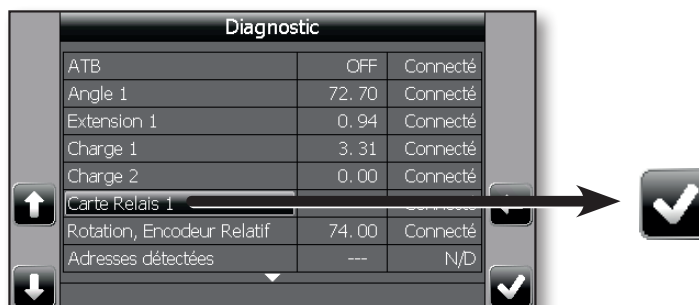 Diagnostic
ATB OFF Connecté
Angle 1 72.70 Connecté
Extension 1 0.94 Connecté
Charge 1 3.31 Connecté
Charge 2 0.00 Connecté
Carte Relais 1
Rotation, Encodeur Relatif 74.00 Connecté
Adresses détectées --- N/D